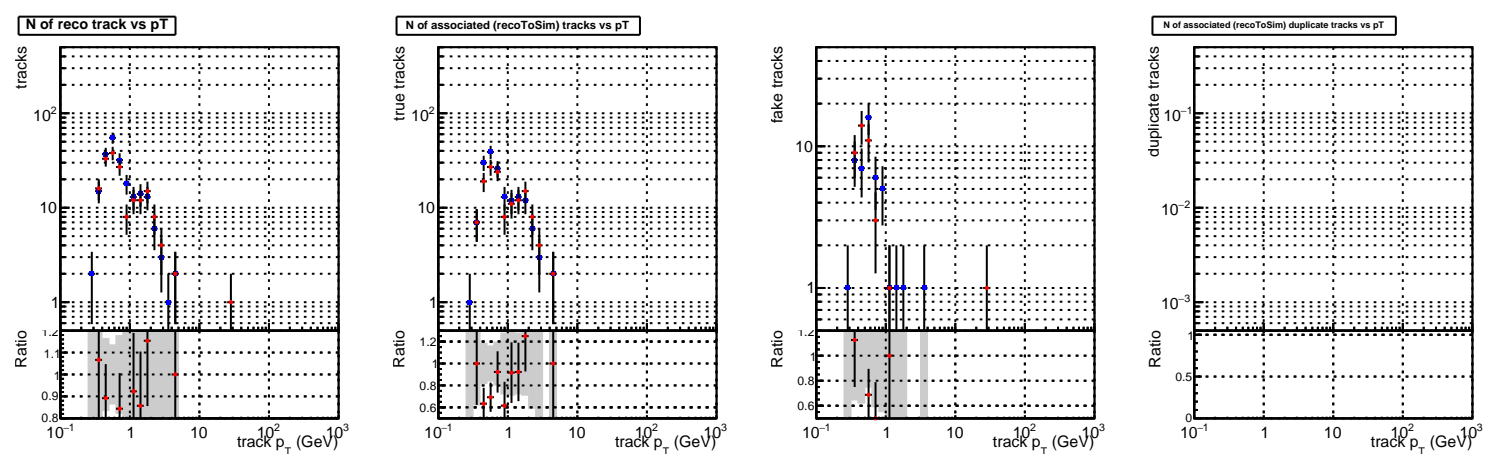 N of reco track vs pT
tracks
10²
10
1
Ratio
1.2
1.1
1
0.9
0.8
10⁻¹ 1 10 10² 10³
track p_T (GeV)
N of associated (recoToSim) tracks vs pT
true tracks
10²
10
1
Ratio
1.2
1
0.8
0.6
10⁻¹ 1 10 10² 10³
track p_T (GeV)
fake tracks
10
1
Ratio
1
0.8
0.6
10⁻¹ 1 10 10² 10³
track p_T (GeV)
N of associated (recoToSim) duplicate tracks vs pT
duplicate tracks
10⁻¹
10⁻²
10⁻³
Ratio
1
0.5
0
10⁻¹ 1 10 10² 10³
track p_T (GeV)